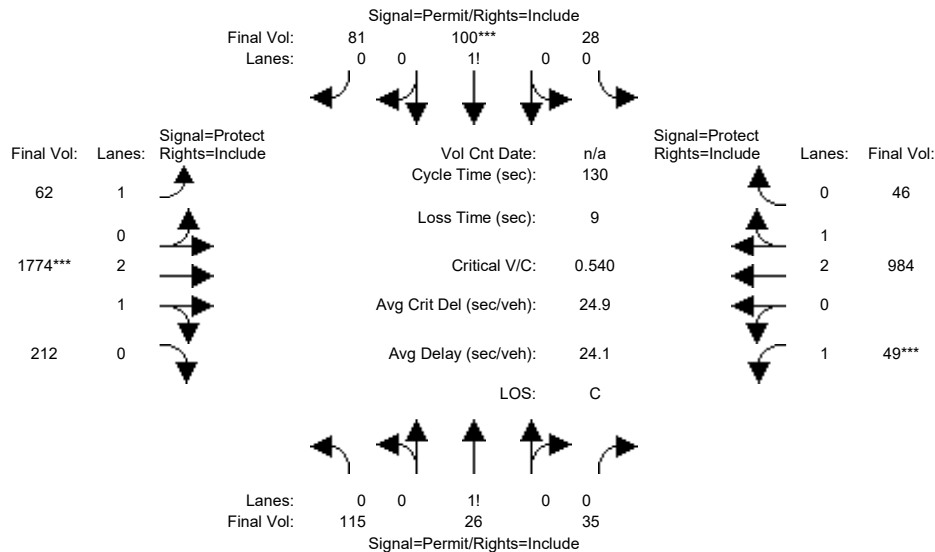 Signal=Permit/Rights=Include
Final Vol: 81 100*** 28
Lanes: 0 0 1! 0 0
Signal=Protect Signal=Protect
Final Vol: Lanes: Rights=Include Vol Cnt Date: n/a Rights=Include Lanes: Final Vol:
Cycle Time (sec): 130
62 1 0 46
Loss Time (sec): 9
0 1
1774*** 2 Critical V/C: 0.540 2 984
1 Avg Crit Del (sec/veh): 24.9 0
212 0 Avg Delay (sec/veh): 24.1 1 49***
LOS: C
Lanes: 0 0 1! 0 0
Final Vol: 115 26 35
Signal=Permit/Rights=Include